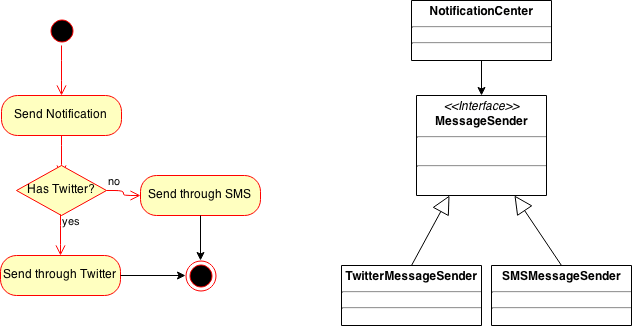 Send Notification
Has Twitter?
no
Send through SMS
yes
Send through Twitter
NotificationCenter
<<Interface>>
MessageSender
TwitterMessageSender
SMSMessageSender